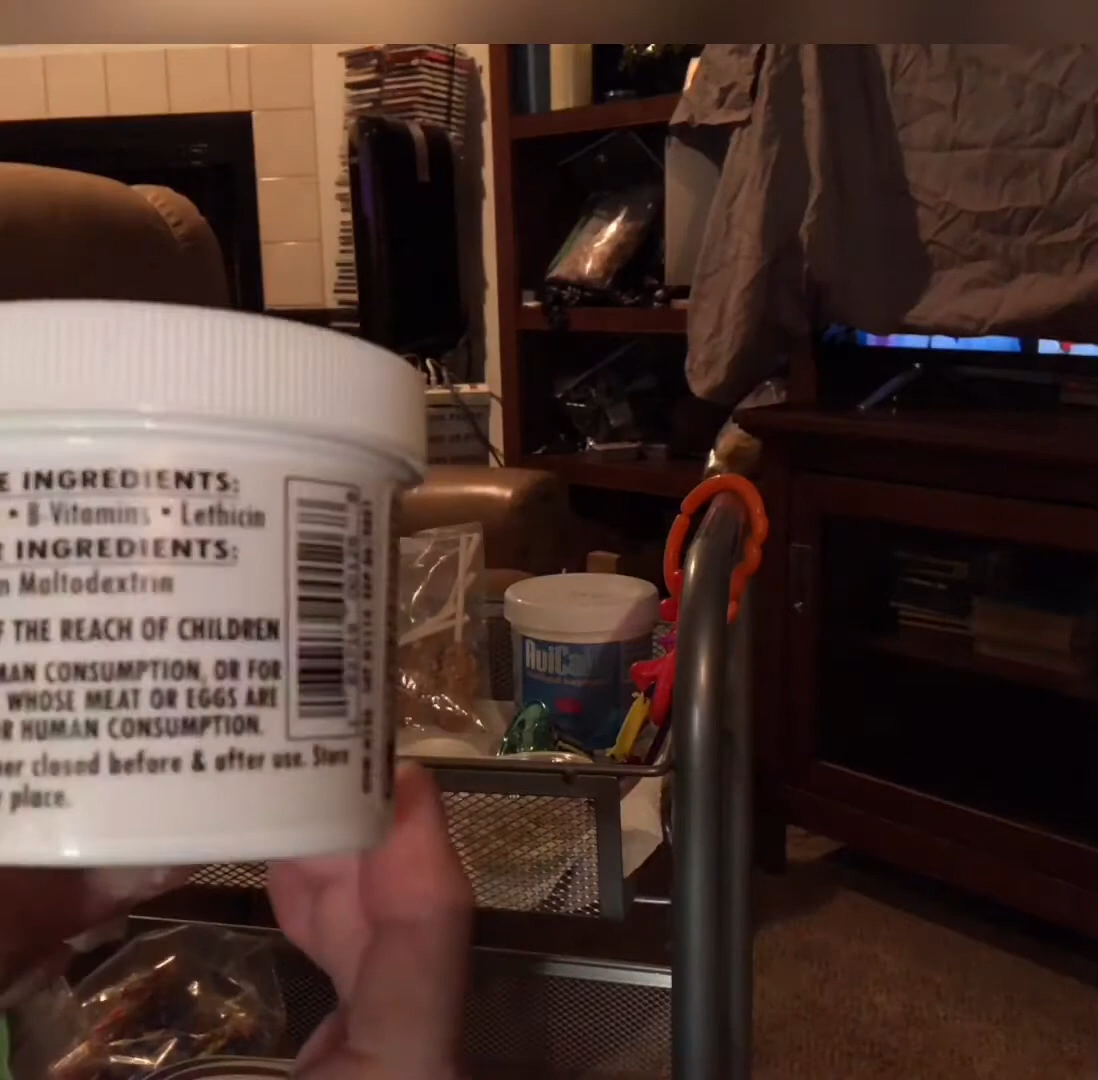 E INGREDIENTS:
• B-Vitamins • Lethicin
INGREDIENTS:
n Maltodextrin
F THE REACH OF CHILDREN
MAN CONSUMPTION, OR FOR
WHOSE MEAT OR EGGS ARE
R HUMAN CONSUMPTION.
er closed before & after use. Store
place.
AviCal